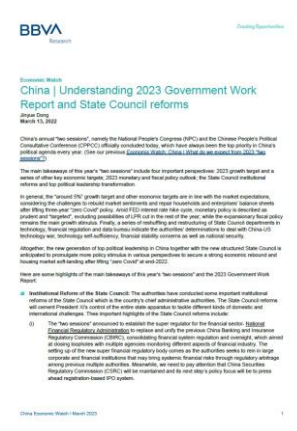 BBVA
Research
Creating Opportunities
Economic Watch
China | Understanding 2023 Government Work
Report and State Council reforms
Jinyue Dong
March 13, 2022
China's annual "two sessions", namely the National People's Congress (NPC) and the Chinese People's Political
Consultative Conference (CPPCC) officially concluded today, which have always been the top priority in China's
political agenda every year. (See our previous Economic Watch: China | What do we expect from 2023 "two
sessions"?)
The main takeaways of this year's "two sessions" include four important perspectives: 2023 growth target and a
series of other key economic targets, 2023 monetary and fiscal policy outlook; the State Council institutional
reforms and top political leadership transformation.
In general, the "around 5%" growth target and other economic targets are in line with the market expectations,
considering the challenges to rebuild market sentiments and repair households and enterprises' balance sheets
after lifting three-year "zero Covid" policy. Amid FED interest rate hike cycle, monetary policy is described as
prudent and "targeted", excluding possibilities of LPR cut in the rest of the year; while the expansionary fiscal policy
remains the main growth stimulus. Finally, a series of reshuffling and restructuring of State Council departments in
technology, financial regulation and data bureau indicate the authorities' determinations to deal with China-US
technology war, technology self-sufficiency, financial stability concerns as well as national security.
Altogether, the new generation of top political leadership in China together with the new structured State Council is
anticipated to promulgate more policy stimulus in various perspectives to secure a strong economic rebound and
housing market soft-landing after lifting "zero Covid" at end-2022.
Here are some highlights of the main takeaways of this year's "two sessions" and the 2023 Government Work
Report:
Institutional Reform of the State Council: The authorities have conducted some important institutional
reforms of the State Council which is the country's chief administrative authorities. The State Council reforms
will cement President Xi's control of the entire state apparatus to tackle different kinds of domestic and
international challenges. Three important highlights of the State Council reforms include:
(i) The "two sessions" announced to establish the super regulator for the financial sector- National
Financial Regulatory Administration to replace and unify the previous China Banking and Insurance
Regulatory Commission (CBIRC), consolidating financial system regulation and oversight, which aimed
at closing loopholes with multiple agencies monitoring different aspects of financial industry. The
setting up of the new super financial regulatory body comes as the authorities seeks to rein in large
corporate and financial institutions that may bring systemic financial risks through regulatory arbitrage
among previous multiple authorities. Meanwhile, we need to pay attention that China Securities
Regulatory Commission (CSRC) will be maintained and its next step's policy focus will be to press
ahead registration-based IPO system.
China Economic Watch / March 2023
1